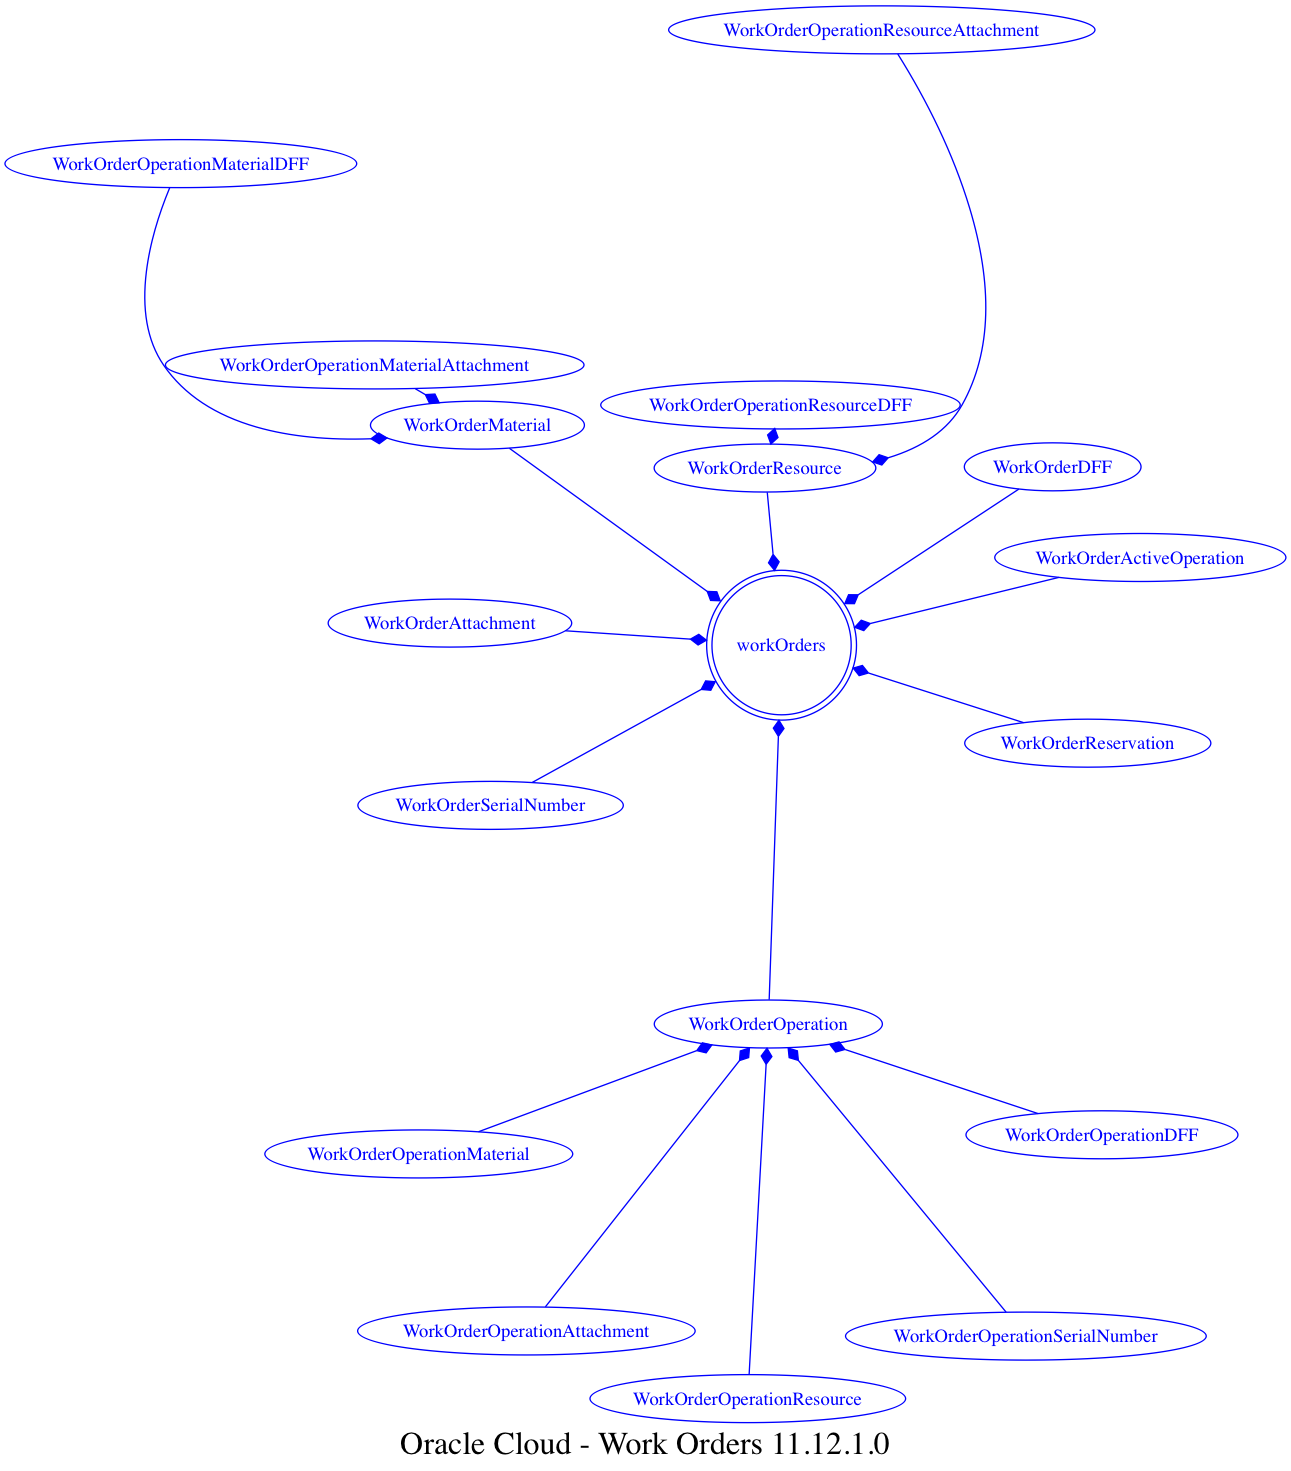 WorkOrderOperationResourceAttachment
WorkOrderOperationMaterialDFF
WorkOrderOperationMaterialAttachment
WorkOrderOperationResourceDFF
WorkOrderMaterial
WorkOrderResource
WorkOrderDFF
WorkOrderActiveOperation
WorkOrderAttachment
workOrders
WorkOrderReservation
WorkOrderSerialNumber
WorkOrderOperation
WorkOrderOperationDFF
WorkOrderOperationMaterial
WorkOrderOperationAttachment
WorkOrderOperationSerialNumber
WorkOrderOperationResource
Oracle Cloud - Work Orders 11.12.1.0